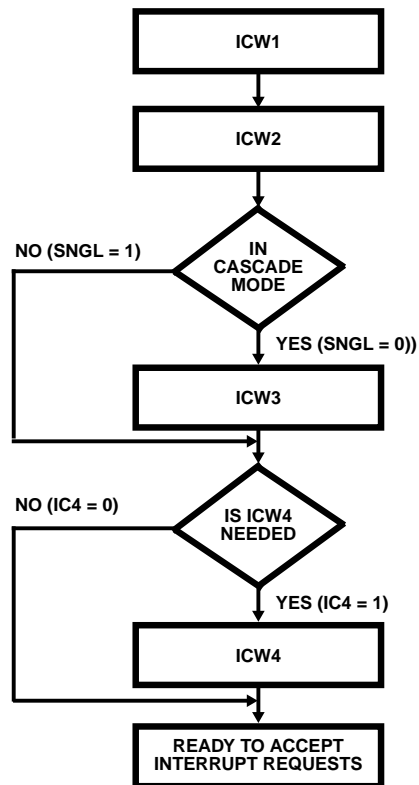 ICW1
ICW2
IN
CASCADE
MODE
NO (SNGL = 1)
YES (SNGL = 0))
ICW3
NO (IC4 = 0)
IS ICW4
NEEDED
YES (IC4 = 1)
ICW4
READY TO ACCEPT
INTERRUPT REQUESTS